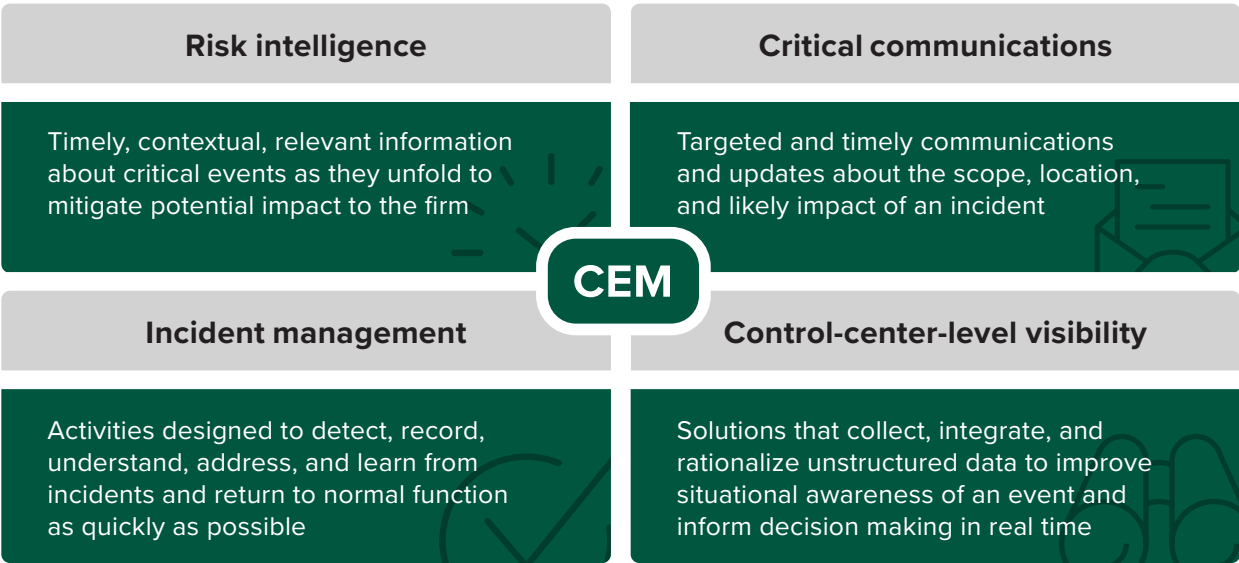 Risk intelligence
Timely, contextual, relevant information
about critical events as they unfold to
mitigate potential impact to the firm
Critical communications
Targeted and timely communications
and updates about the scope, location,
and likely impact of an incident
CEM
Incident management
Activities designed to detect, record,
understand, address, and learn from
incidents and return to normal function
as quickly as possible
Control-center-level visibility
Solutions that collect, integrate, and
rationalize unstructured data to improve
situational awareness of an event and
inform decision making in real time